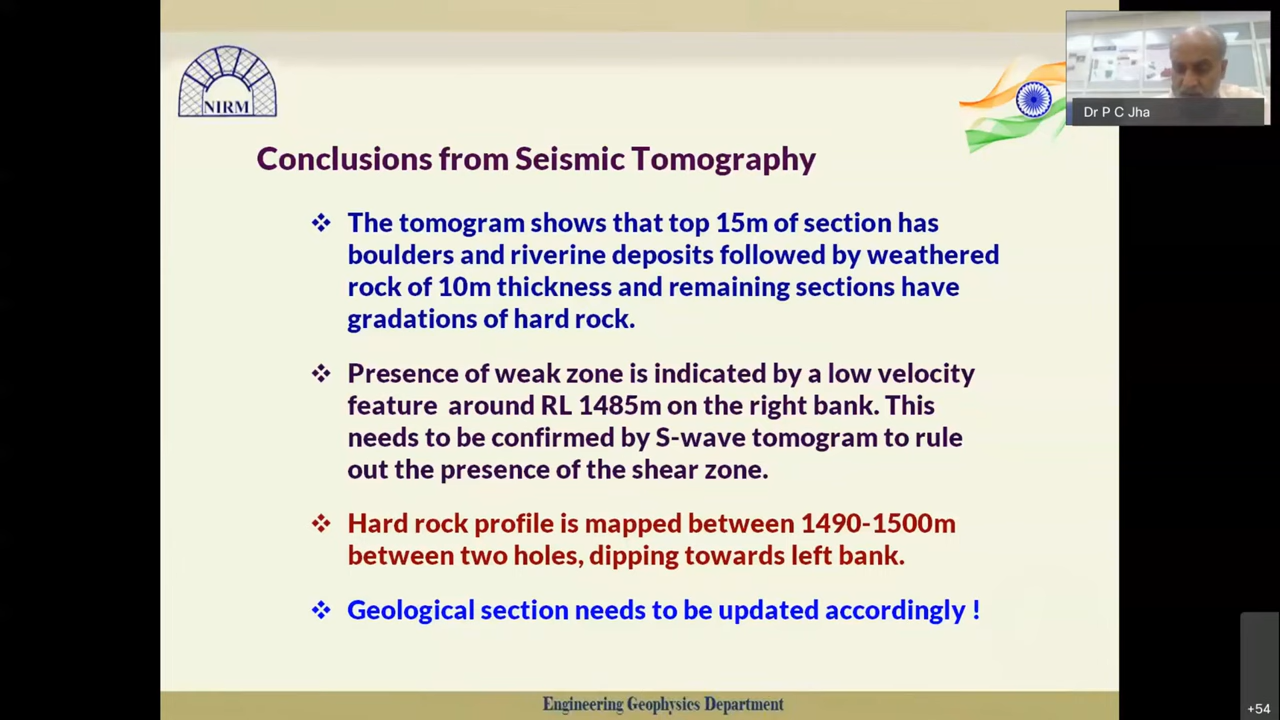 NIRM
Dr P C Jha
Conclusions from Seismic Tomography
❖ The tomogram shows that top 15m of section has
boulders and riverine deposits followed by weathered
rock of 10m thickness and remaining sections have
gradations of hard rock.
❖ Presence of weak zone is indicated by a low velocity
feature around RL 1485m on the right bank. This
needs to be confirmed by S-wave tomogram to rule
out the presence of the shear zone.
❖ Hard rock profile is mapped between 1490-1500m
between two holes, dipping towards left bank.
❖ Geological section needs to be updated accordingly !
Engineering Geophysics Department
+54